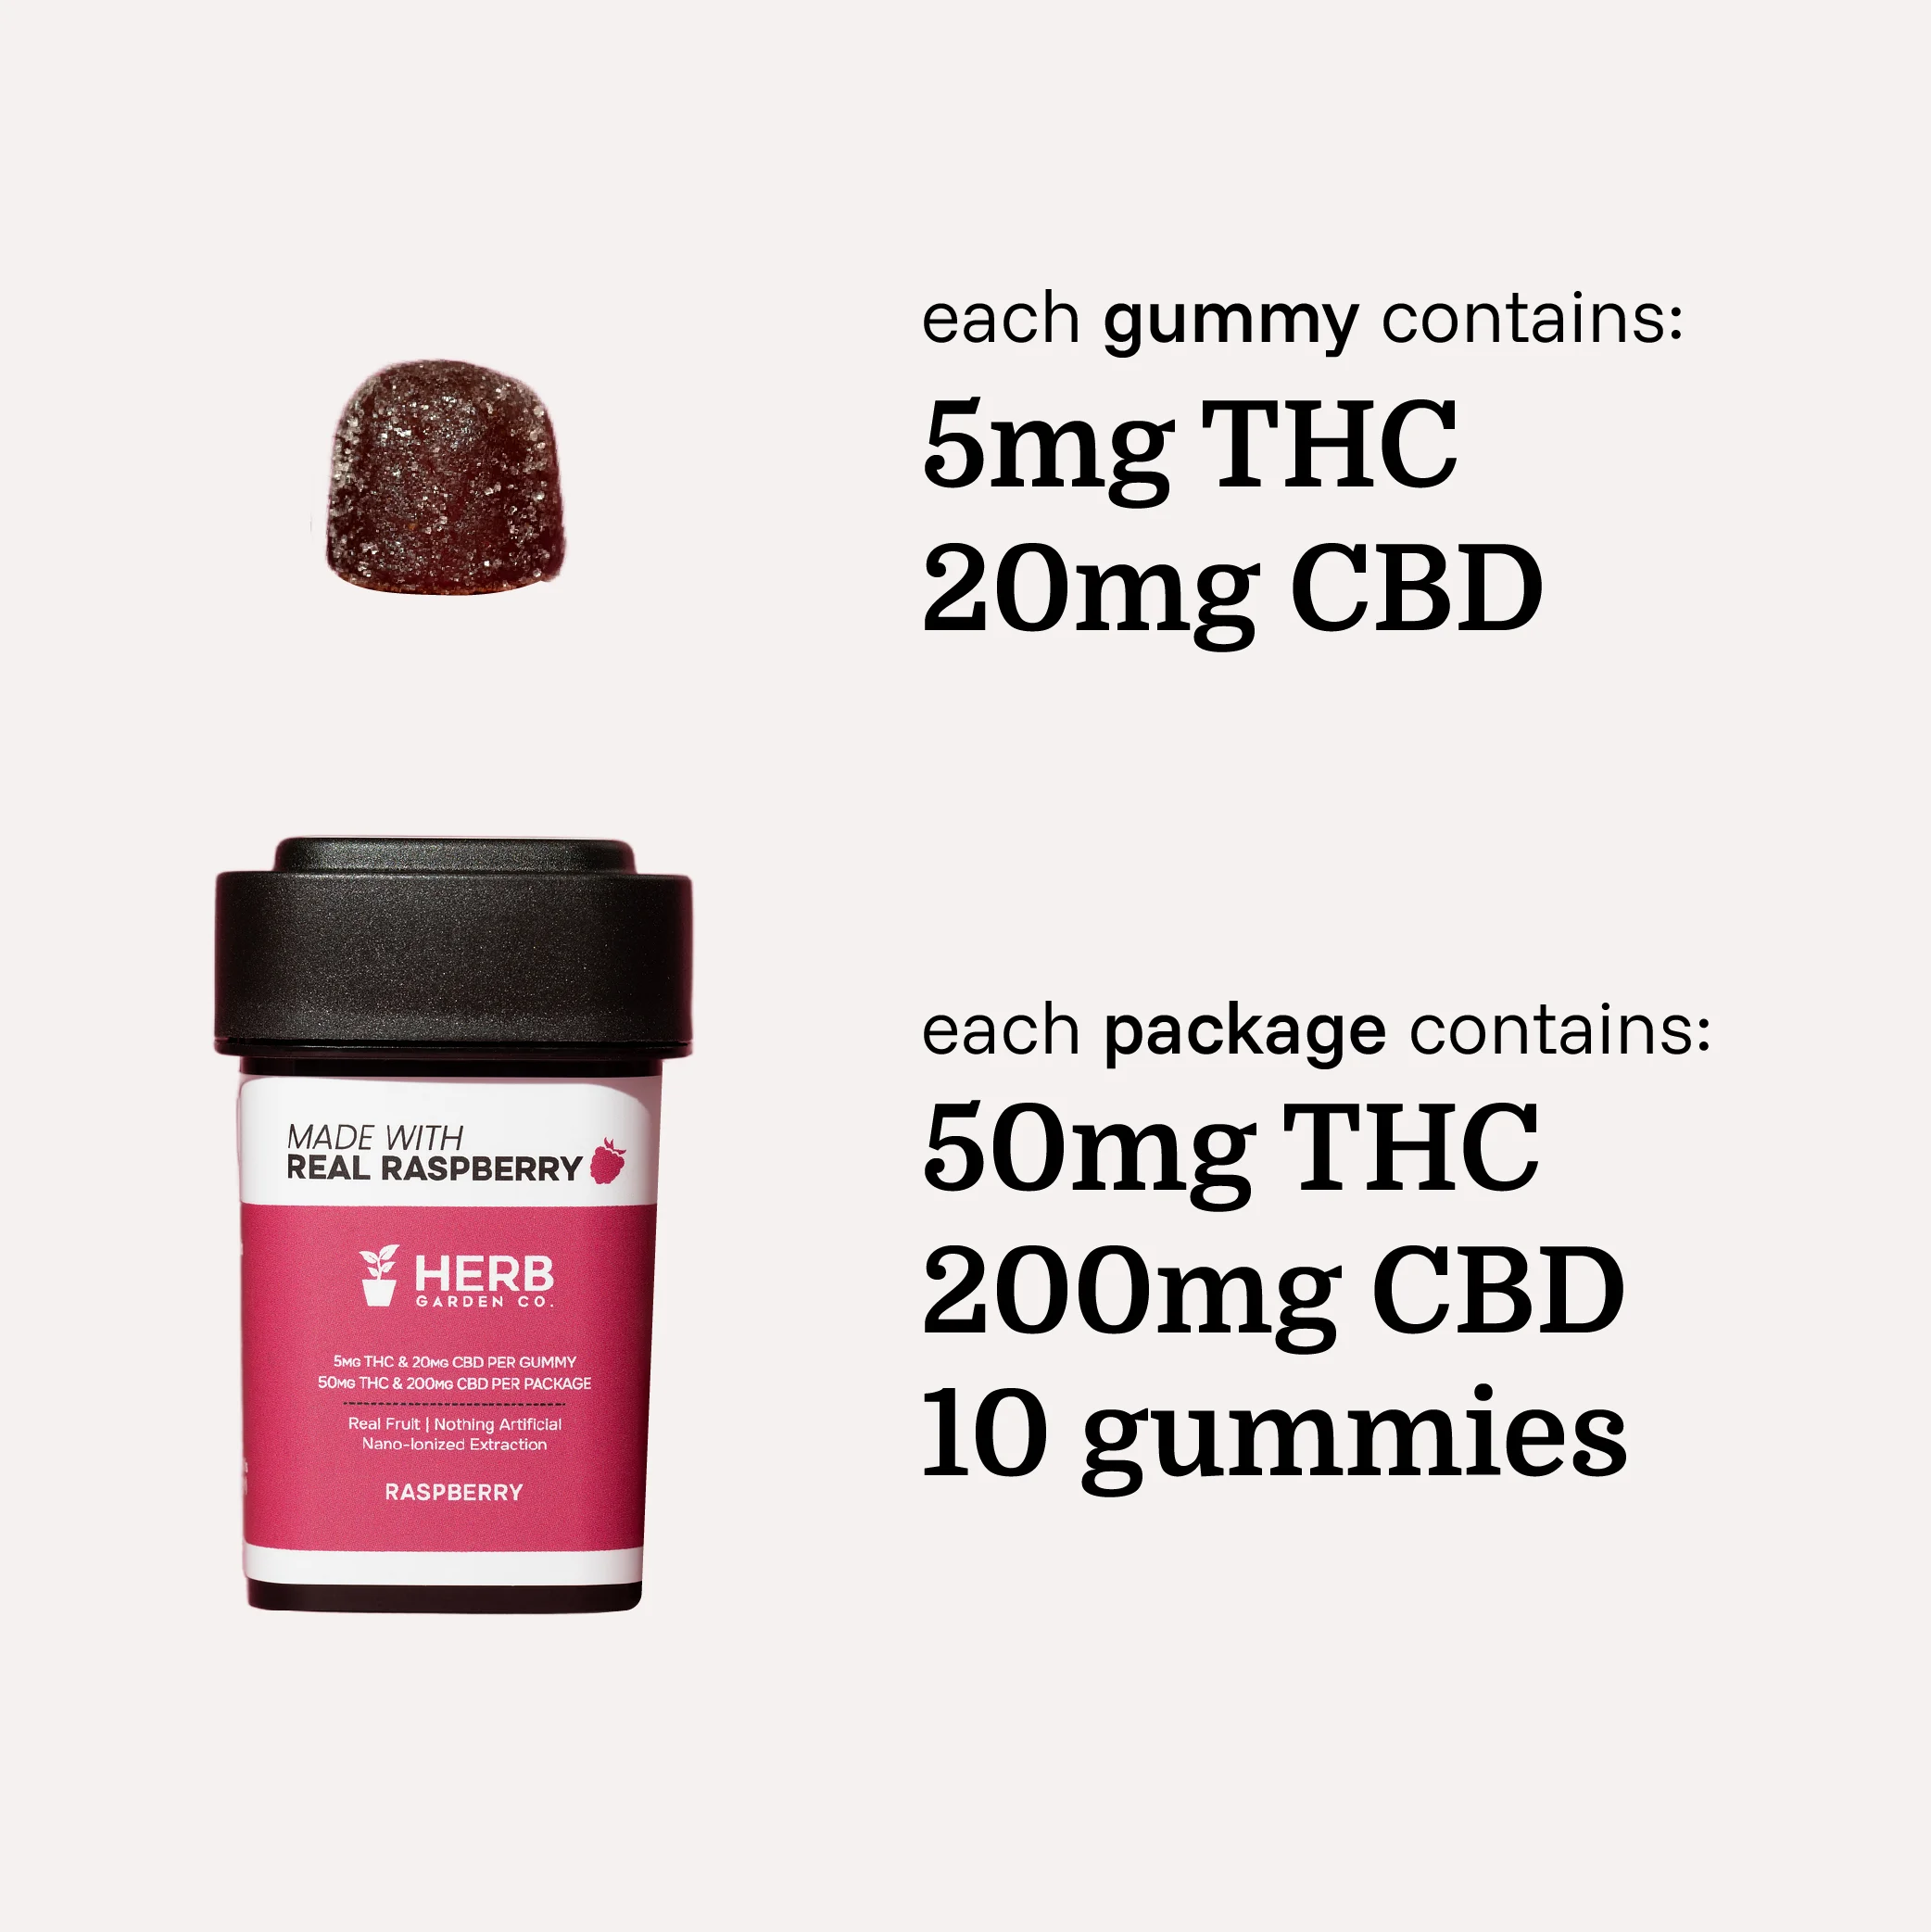 each gummy contains:
5mg THC
20mg CBD
MADE WITH
REAL RASPBERRY
HERB
GARDEN CO.
5MG THC & 20MG CBD PER GUMMY
50MG THC & 200MG CBD PER PACKAGE
Real Fruit | Nothing Artificial
Nano-Ionized Extraction
RASPBERRY
each package contains:
50mg THC
200mg CBD
10 gummies